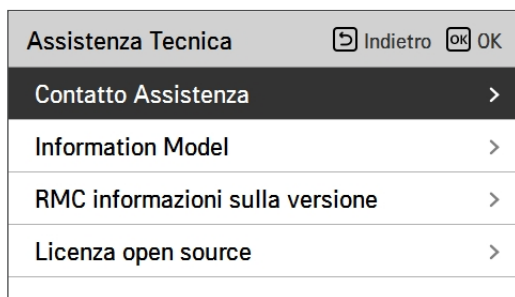 Assistenza Tecnica Indietro OK OK
Contatto Assistenza >
Information Model >
RMC informazioni sulla versione >
Licenza open source >